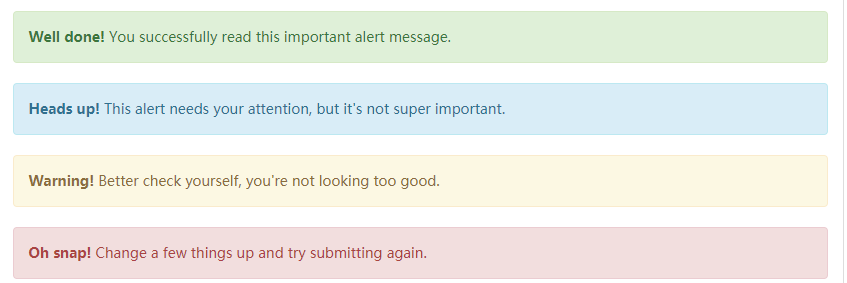 Well done! You successfully read this important alert message.
Heads up! This alert needs your attention, but it's not super important.
Warning! Better check yourself, you're not looking too good.
Oh snap! Change a few things up and try submitting again.